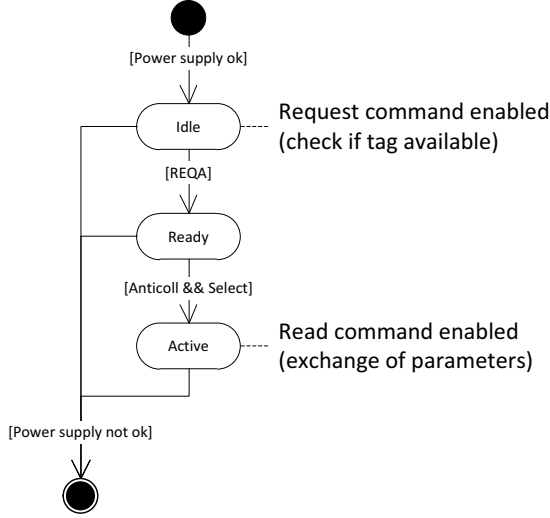 [Power supply ok]
Idle
Request command enabled
(check if tag available)
[REQA]
Ready
[Anticoll && Select]
Active
Read command enabled
(exchange of parameters)
[Power supply not ok]